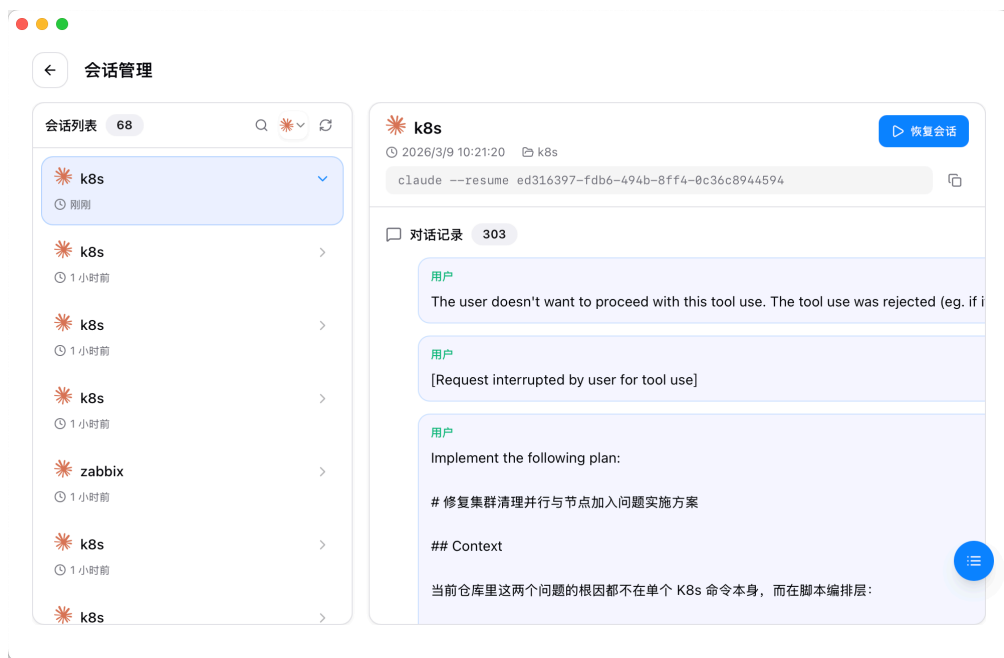 会话管理
会话列表 68
k8s
刚刚
k8s
1 小时前
k8s
1 小时前
k8s
1 小时前
zabbix
1 小时前
k8s
1 小时前
k8s
k8s
恢复会话
2026/3/9 10:21:20 k8s
claude --resume ed316397-fdb6-494b-8ff4-0c36c8944594
对话记录 303
用户
The user doesn't want to proceed with this tool use. The tool use was rejected (eg. if i
用户
[Request interrupted by user for tool use]
用户
Implement the following plan:
# 修复集群清理并行与节点加入问题实施方案
## Context
当前仓库里这两个问题的根因都不在单个 K8s 命令本身，而在脚本编排层：